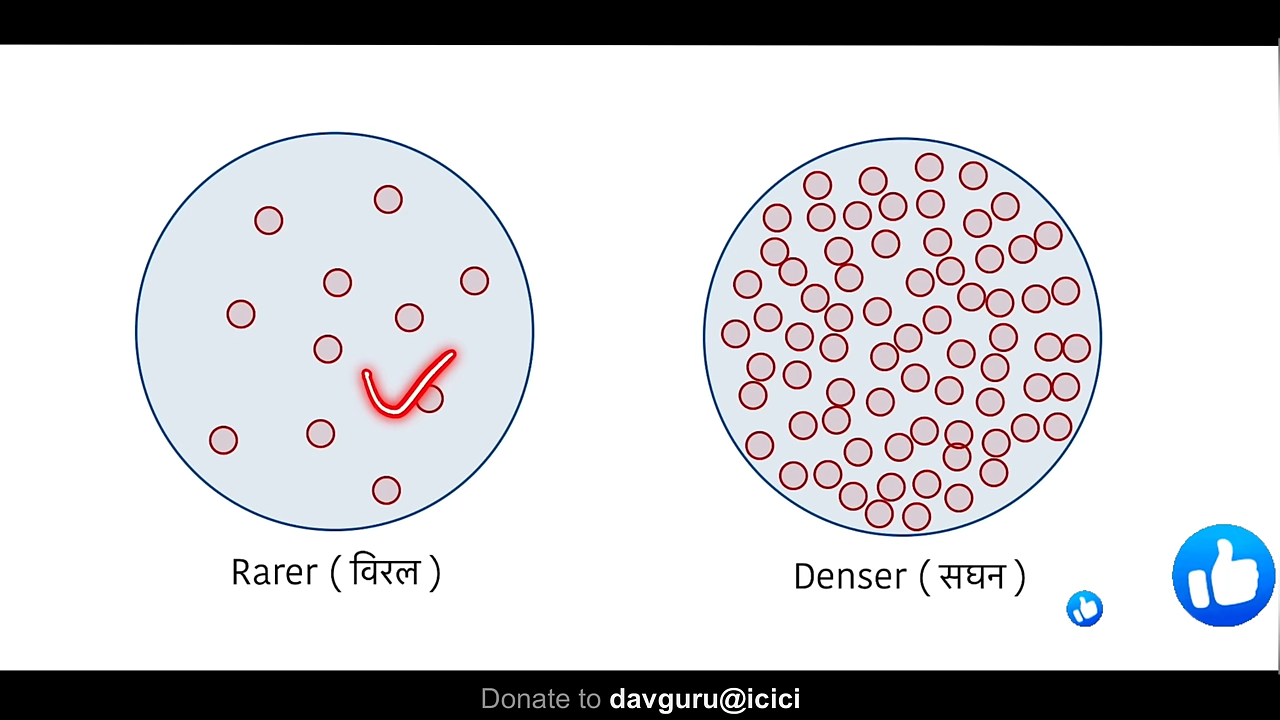 Rarer ( विरल )
Denser ( सघन )
Donate to davguru@icici